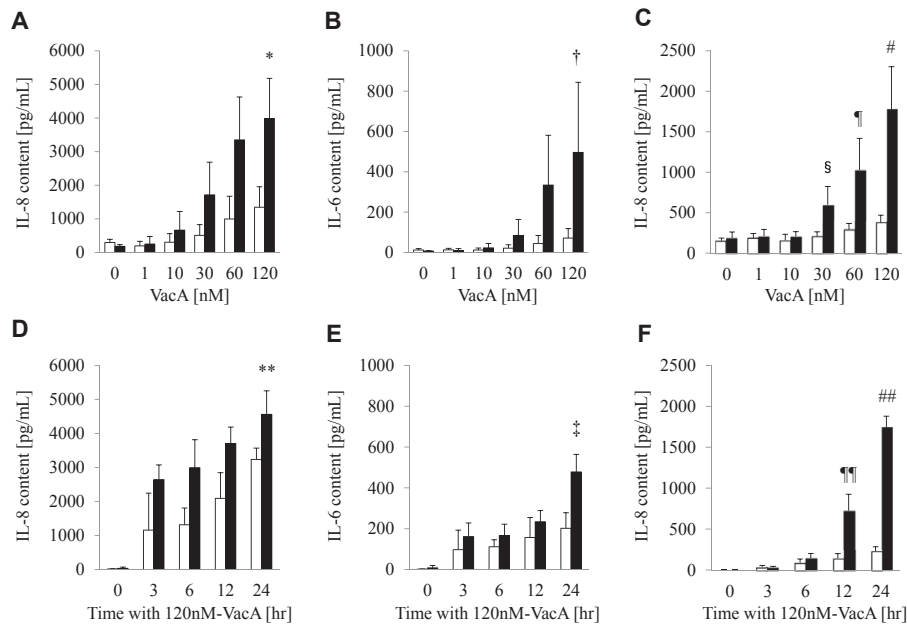 A
IL-8 content [pg/mL]
6000
5000
4000
3000
2000
1000
0
*
0 1 10 30 60 120
VacA [nM]
B
IL-6 content [pg/mL]
1000
800
600
400
200
0
†
0 1 10 30 60 120
VacA [nM]
C
IL-8 content [pg/mL]
2500
2000
1500
1000
500
0
§
¶
#
0 1 10 30 60 120
VacA [nM]
D
IL-8 content [pg/mL]
6000
5000
4000
3000
2000
1000
0
**
0 3 6 12 24
Time with 120nM-VacA [hr]
E
IL-6 content [pg/mL]
1000
800
600
400
200
0
‡
0 3 6 12 24
Time with 120nM-VacA [hr]
F
IL-8 content [pg/mL]
2500
2000
1500
1000
500
0
¶¶
##
0 3 6 12 24
Time with 120nM-VacA [hr]